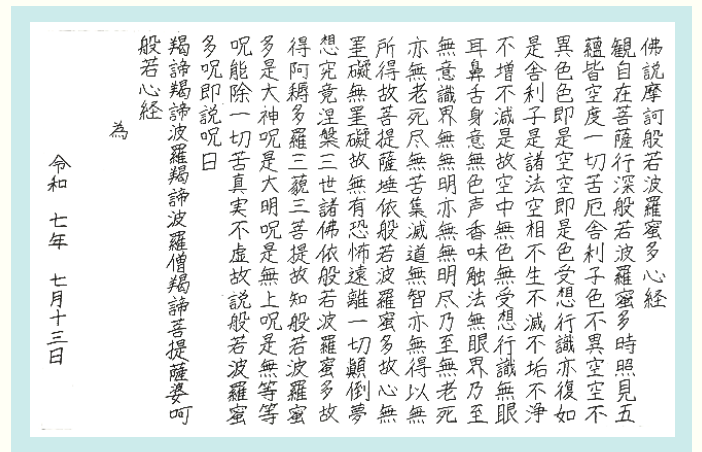 佛説摩訶般若波羅蜜多心経
観自在菩薩行深般若波羅蜜多時照見五
蘊皆空度一切苦厄舎利子色不異空空不
異色色即是空空即是色受想行識亦復如
是舎利子是諸法空相不生不滅不垢不浄
不増不減是故空中無色無受想行識無眼
耳鼻舌身意無色声香味触法無眼界乃至
無意識界無無明亦無無明尽乃至無老死
亦無老死尽無苦集滅道無智亦無得以無
所得故菩提薩埵依般若波羅蜜多故心無
罣礙無罣礙故無有恐怖遠離一切顛倒夢
想究竟涅槃三世諸佛依般若波羅蜜多故
得阿耨多羅三藐三菩提故知般若波羅蜜
多是大神呪是大明呪是無上呪是無等等
呪能除一切苦真実不虚故説般若波羅蜜
多呪即説呪曰
羯諦羯諦波羅羯諦波羅僧羯諦菩提薩婆呵
般若心経
為
令和 七年 七月十三日